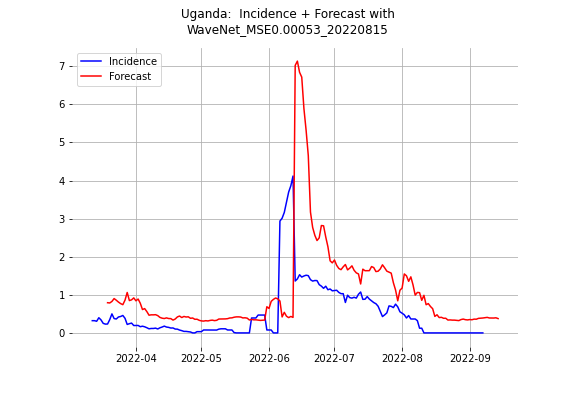 Uganda: Incidence + Forecast with
WaveNet_MSE0.00053_20220815
Incidence
Forecast
7
6
5
4
3
2
1
0
2022-04 2022-05 2022-06 2022-07 2022-08 2022-09